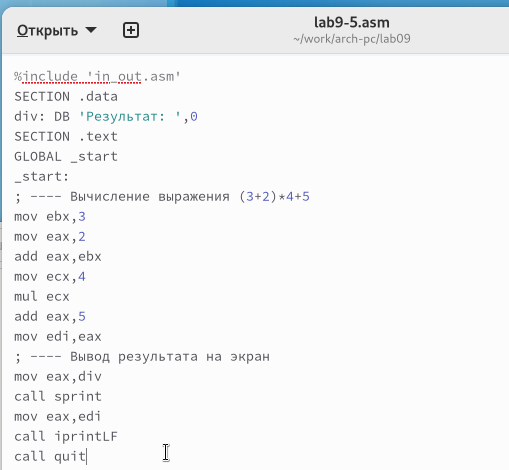 Открыть
lab9-5.asm
~/work/arch-pc/lab09
%include 'in_out.asm'
SECTION .data
div: DB 'Результат: ',0
SECTION .text
GLOBAL _start
_start:
; ---- Вычисление выражения (3+2)*4+5
mov ebx,3
mov eax,2
add eax,ebx
mov ecx,4
mul ecx
add eax,5
mov edi,eax
; ---- Вывод результата на экран
mov eax,div
call sprint
mov eax,edi
call iprintLF
call quit